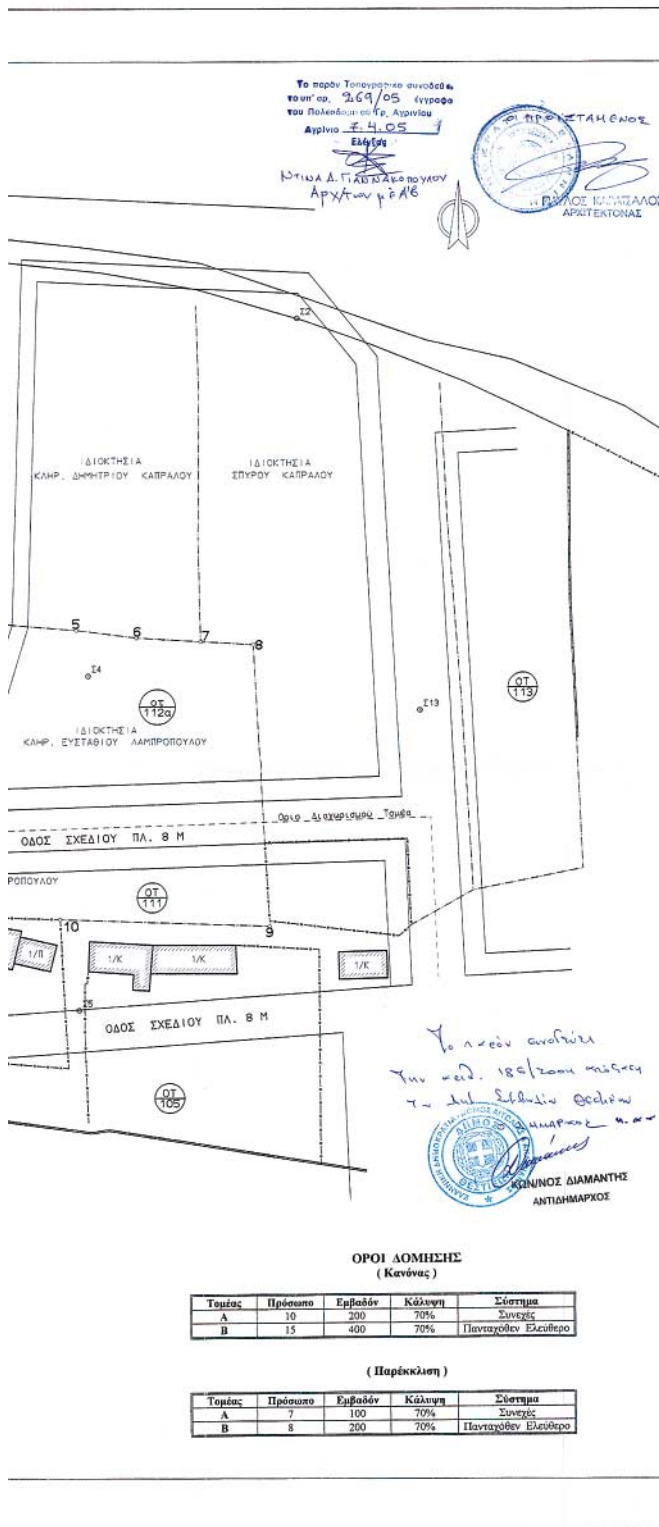 Το παρόν Τοπογραφικο συνοδεύει
το υπ' αρ. 269/05 έγγραφο
του Πολεοδομικού Γρ. Αγρινίου
Αγρίνιο 7.4.05
ΠΡΟΪΣΤΑΜΕΝΟΣ
ΝΤΙΝΑ Δ. ΓΙΑΝΝΑΚΟΠΟΥΛΟΥ
ΑΡΧΙΤΕΚΤΟΝΑΣ
Σ2
ΙΔΙΟΚΤΗΣΙΑ
ΚΛΗΡ. ΔΗΜΗΤΡΙΟΥ ΚΑΠΡΑΛΟΥ
ΙΔΙΟΚΤΗΣΙΑ
ΣΠΥΡΟΥ ΚΑΠΡΑΛΟΥ
5
6
7
8
Σ4
ΟΤ
112α
ΟΤ
113
Σ13
ΙΔΙΟΚΤΗΣΙΑ
ΚΛΗΡ. ΕΥΣΤΑΘΙΟΥ ΛΑΜΠΡΟΠΟΥΛΟΥ
Οριο Διαχωρισμού Τομέα
ΟΔΟΣ ΣΧΕΔΙΟΥ ΠΛ. 8 Μ
ΡΟΠΟΥΛΟΥ
ΟΤ
111
10
9
1/Π
1/Κ
1/Κ
1/Κ
Σ5
ΟΔΟΣ ΣΧΕΔΙΟΥ ΠΛ. 8 Μ
ΟΤ
105
ΚΩΝ/ΝΟΣ ΔΙΑΜΑΝΤΗΣ
ΑΝΤΙΔΗΜΑΡΧΟΣ
ΟΡΟΙ ΔΟΜΗΣΗΣ
( Κανόνας )
Τομέας Πρόσωπο Εμβαδόν Κάλυψη Σύστημα
Α 10 200 70% Συνεχές
Β 15 400 70% Πανταχόθεν Ελεύθερο
( Παρέκκλιση )
Τομέας Πρόσωπο Εμβαδόν Κάλυψη Σύστημα
Α 7 100 70% Συνεχές
Β 8 200 70% Πανταχόθεν Ελεύθερο